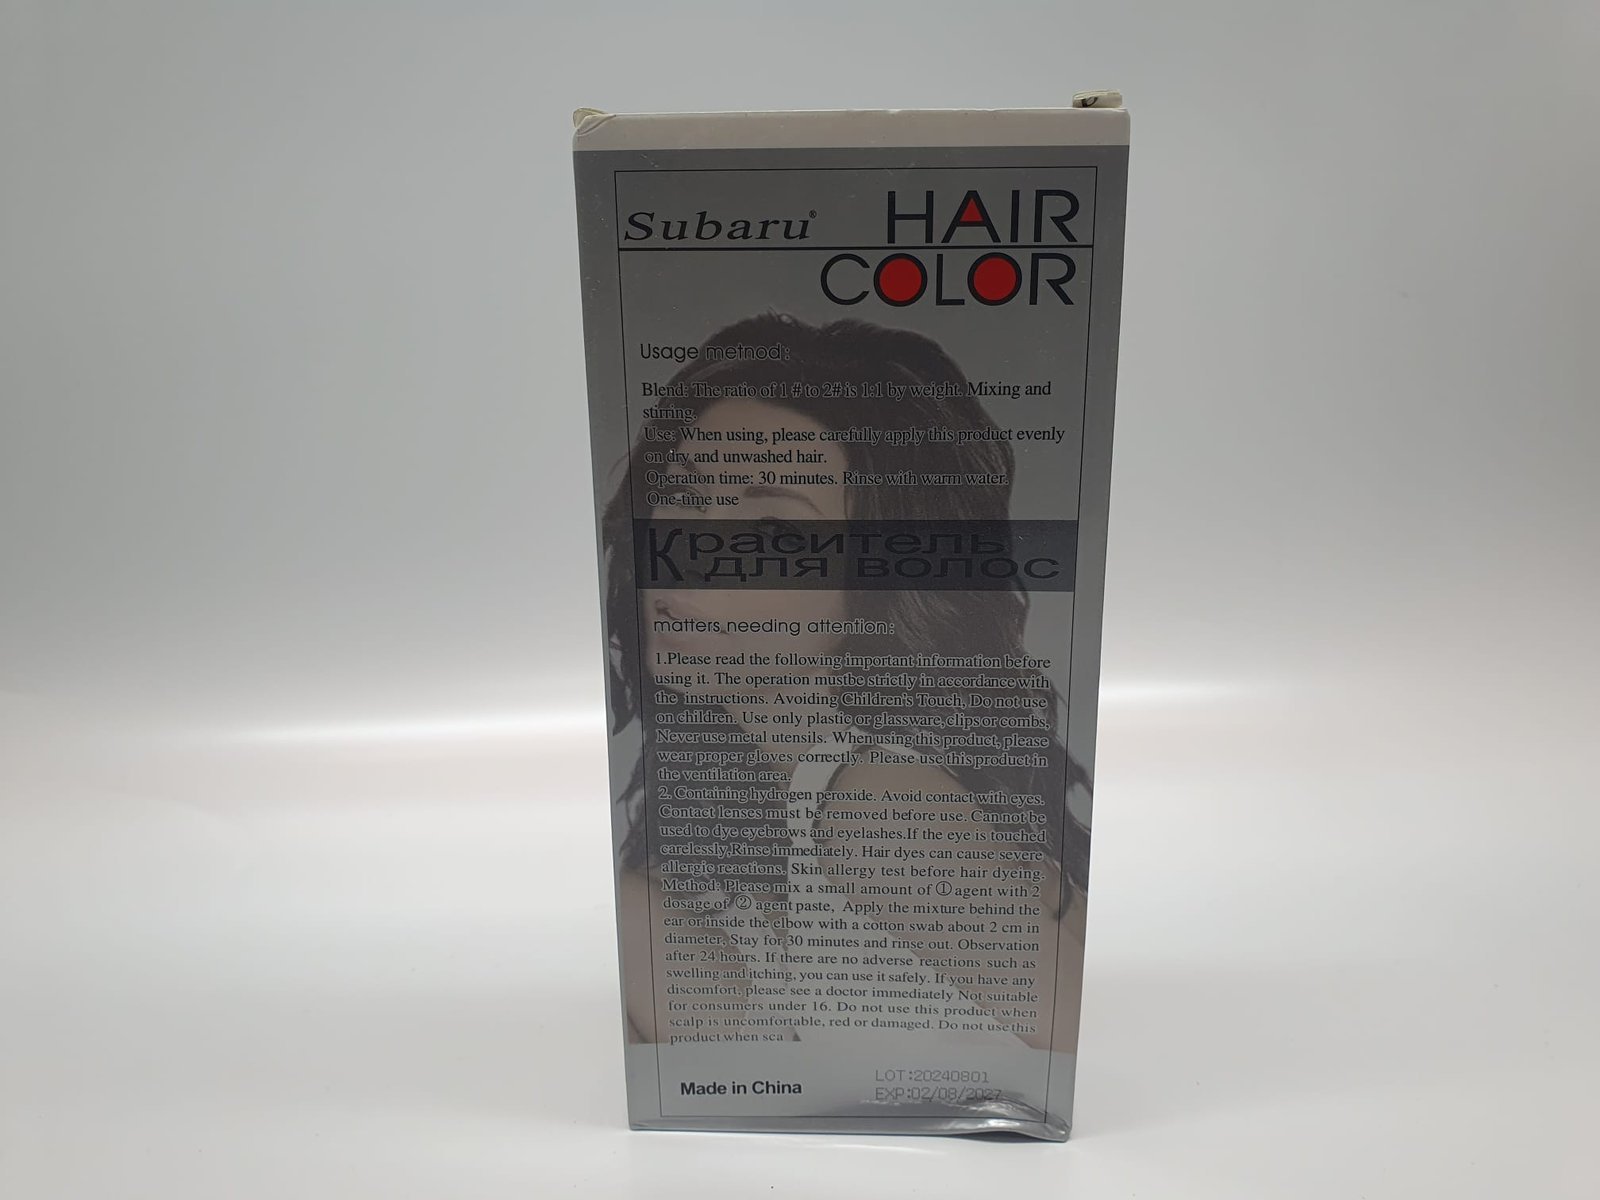 Subaru® HAIR
COLOR
Usage metnod:
Blend: The ratio of 1 # to 2# is 1:1 by weight. Mixing and
stirring.
Use: When using, please carefully apply this product evenly
on dry and unwashed hair.
Operation time: 30 minutes. Rinse with warm water.
One-time use
Краситель
для волос
matters needing attention:
1.Please read the following important information before
using it. The operation mustbe strictly in accordance with
the instructions. Avoiding Children's Touch, Do not use
on children. Use only plastic or glassware,clips or combs,
Never use metal utensils. When using this product, please
wear proper gloves correctly. Please use this product in
the ventilation area.
2. Containing hydrogen peroxide. Avoid contact with eyes.
Contact lenses must be removed before use. Can not be
used to dye eyebrows and eyelashes.If the eye is touched
carelessly,Rinse immediately. Hair dyes can cause severe
allergic reactions. Skin allergy test before hair dyeing.
Method: Please mix a small amount of ① agent with 2
dosage of ② agent paste, Apply the mixture behind the
ear or inside the elbow with a cotton swab about 2 cm in
diameter, Stay for 30 minutes and rinse out. Observation
after 24 hours. If there are no adverse reactions such as
swelling and itching, you can use it safely. If you have any
discomfort, please see a doctor immediately Not suitable
for consumers under 16. Do not use this product when
scalp is uncomfortable, red or damaged. Do not use this
product when sca
Made in China
LOT:20240801
EXP:02/08/2027